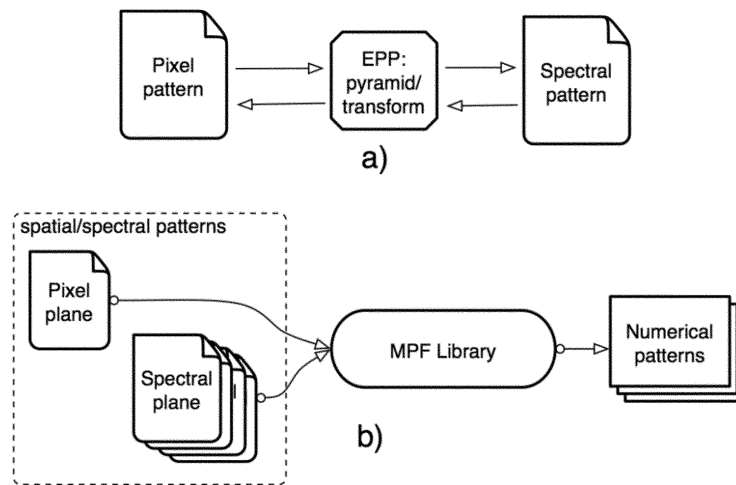 Pixel
pattern
EPP:
pyramid/
transform
Spectral
pattern
a)
spatial/spectral patterns
Pixel
plane
Spectral
plane
MPF Library
Numerical
patterns
b)